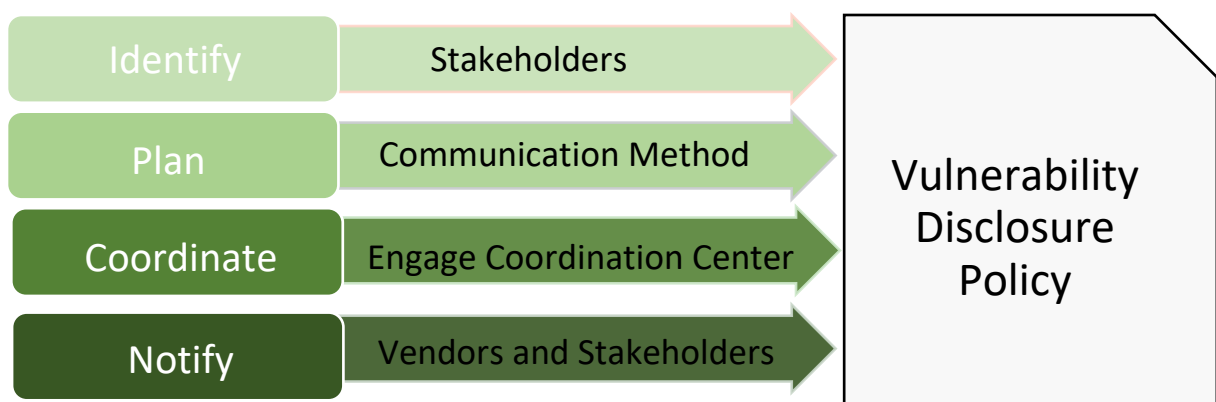 Identify
Stakeholders
Plan
Communication Method
Coordinate
Engage Coordination Center
Notify
Vendors and Stakeholders
Vulnerability
Disclosure
Policy